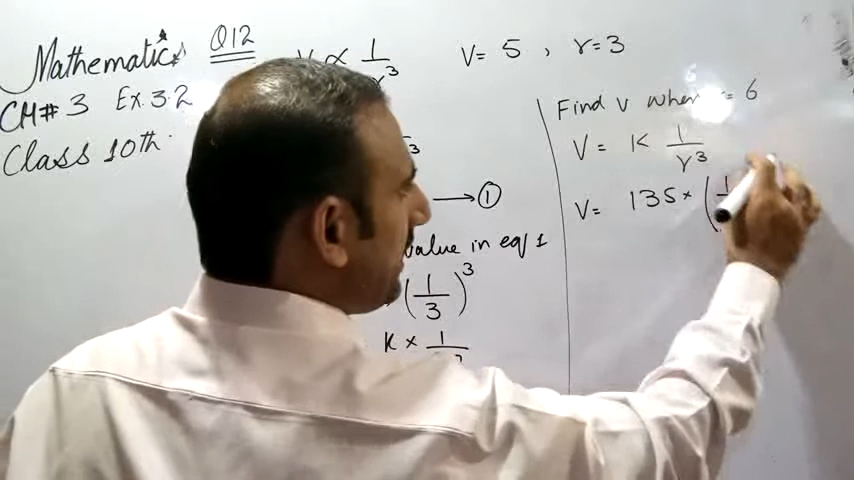 Mathematics Q12
CH# 3 Ex. 3.2
Class 10th
V ∝ 1/r³ V= 5 , r=3
→ ①
value in eq 1
(1/3)³
K × 1/
Find V when = 6
V = K 1/r³
V= 135 × (1